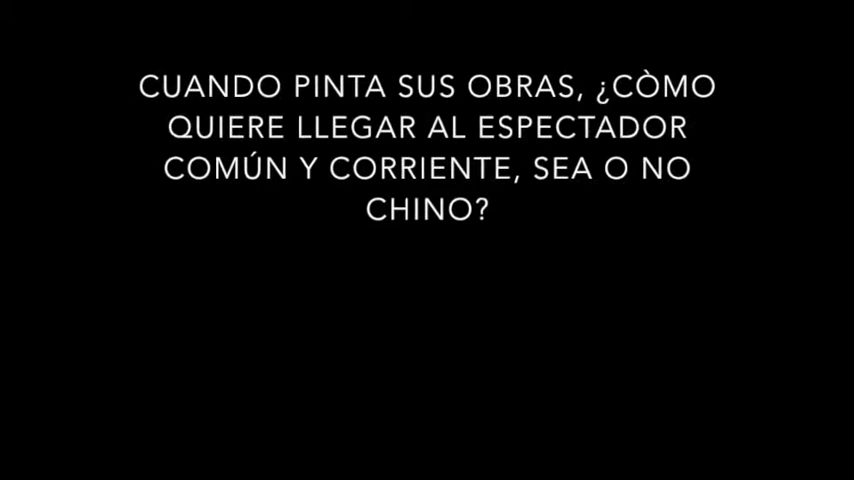 CUANDO PINTA SUS OBRAS, ¿CÒMO
QUIERE LLEGAR AL ESPECTADOR
COMÚN Y CORRIENTE, SEA O NO
CHINO?